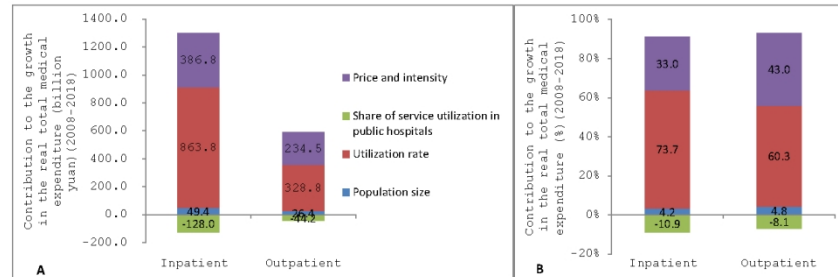 Contribution to the growth
in the real total medical
expenditure (billion
yuan)(2008-2018)
1400.0
1200.0
1000.0
800.0
600.0
400.0
200.0
0.0
-200.0
386.8
863.8
49.4
-128.0
234.5
328.8
26.4
-44.2
Inpatient
Outpatient
A
Price and intensity
Share of service utilization in
public hospitals
Utilization rate
Population size
Contribution to the growth
in the real total medical
expenditure (%)(2008-2018)
100%
80%
60%
40%
20%
0%
-20%
33.0
73.7
4.2
-10.9
43.0
60.3
4.8
-8.1
Inpatient
Outpatient
B